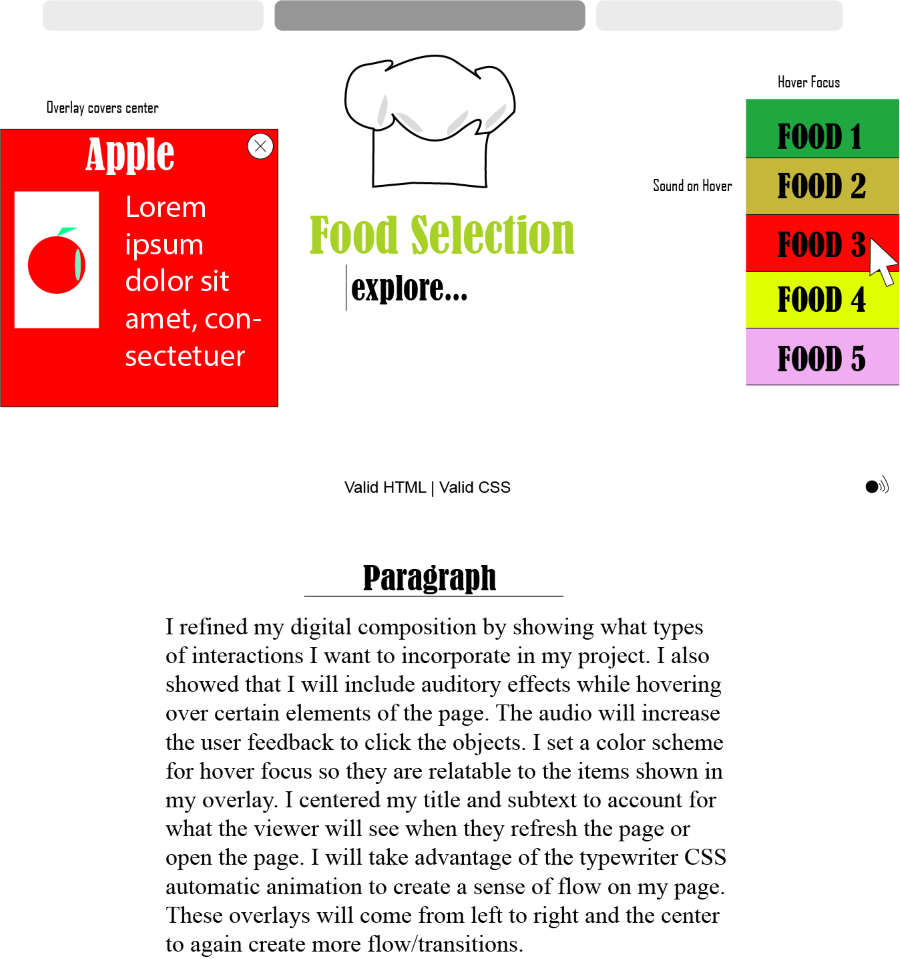 Hover Focus
Overlay covers center
Apple
Lorem
ipsum
dolor sit
amet, con-
sectetuer
Food Selection
explore...
Sound on Hover
FOOD 1
FOOD 2
FOOD 3
FOOD 4
FOOD 5
Valid HTML | Valid CSS
Paragraph
I refined my digital composition by showing what types
of interactions I want to incorporate in my project. I also
showed that I will include auditory effects while hovering
over certain elements of the page. The audio will increase
the user feedback to click the objects. I set a color scheme
for hover focus so they are relatable to the items shown in
my overlay. I centered my title and subtext to account for
what the viewer will see when they refresh the page or
open the page. I will take advantage of the typewriter CSS
automatic animation to create a sense of flow on my page.
These overlays will come from left to right and the center
to again create more flow/transitions.